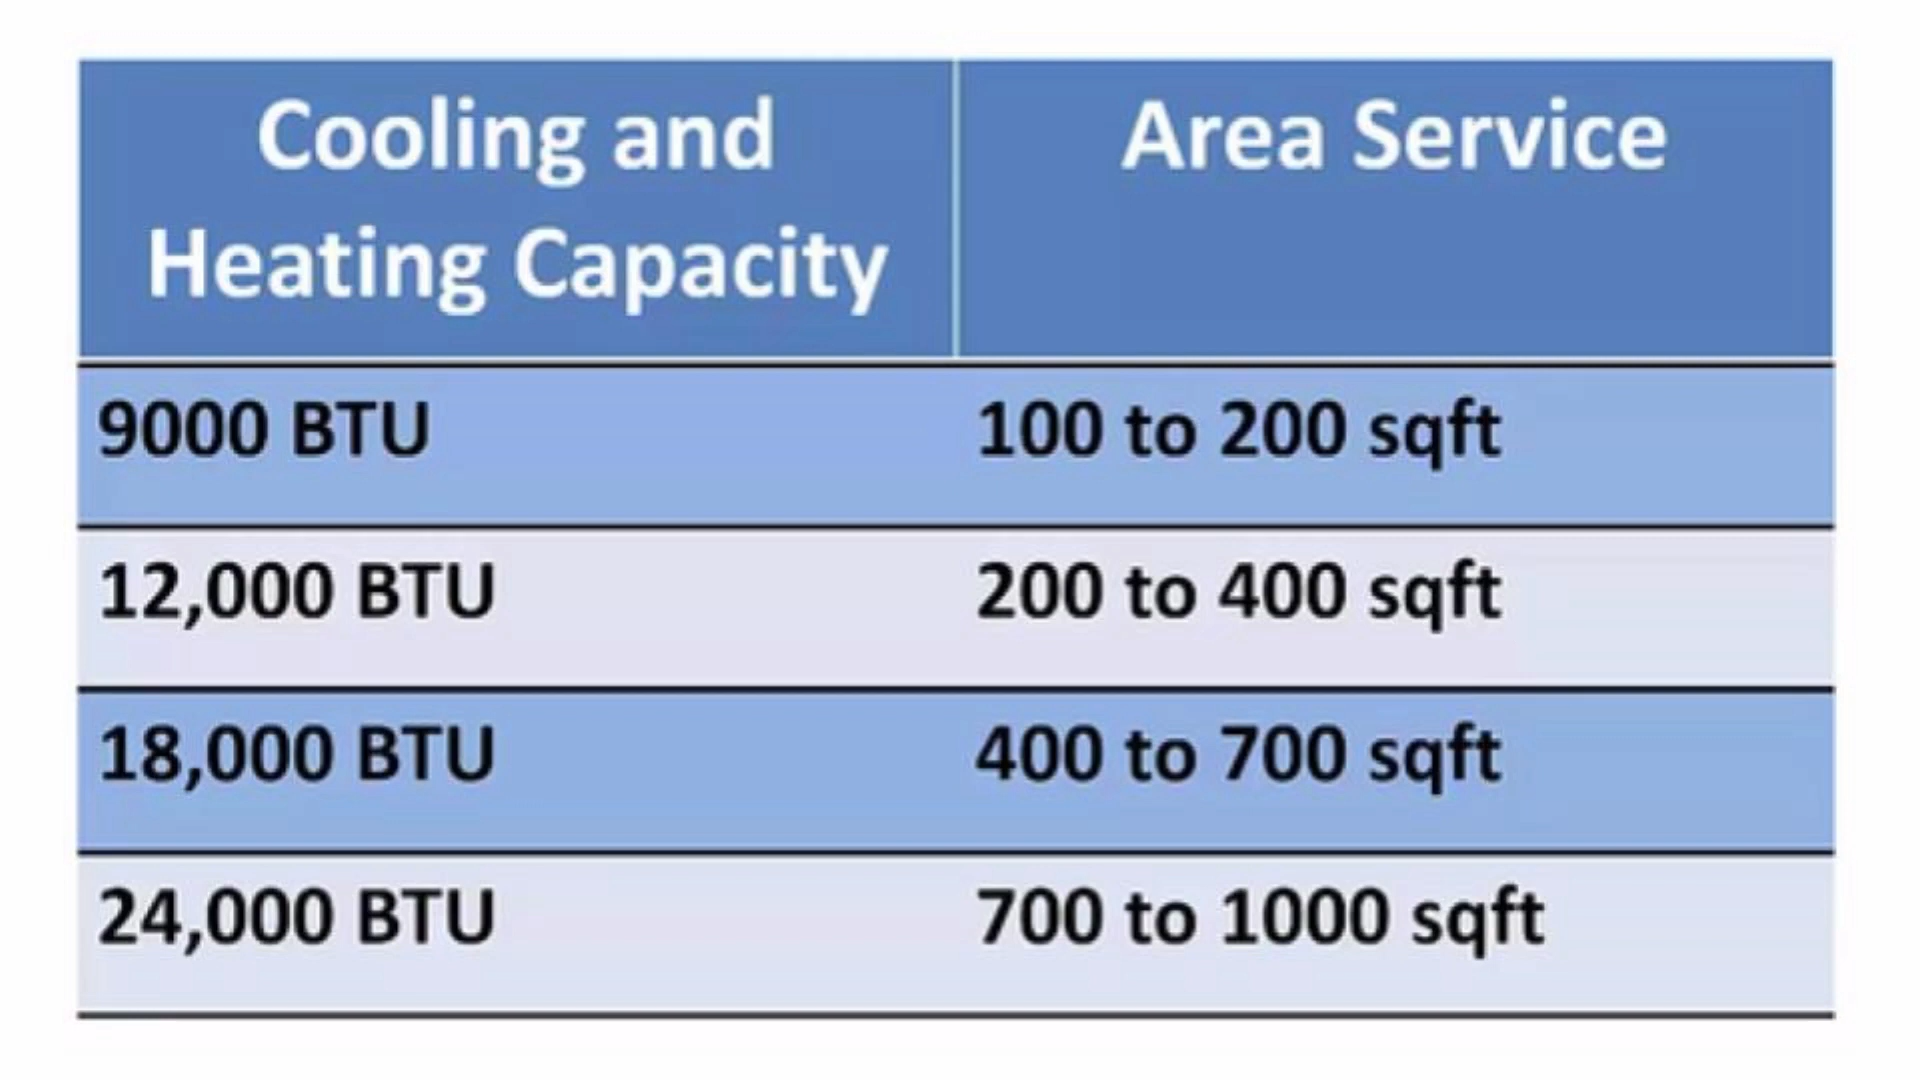 Cooling and
Heating Capacity
Area Service
9000 BTU
100 to 200 sqft
12,000 BTU
200 to 400 sqft
18,000 BTU
400 to 700 sqft
24,000 BTU
700 to 1000 sqft